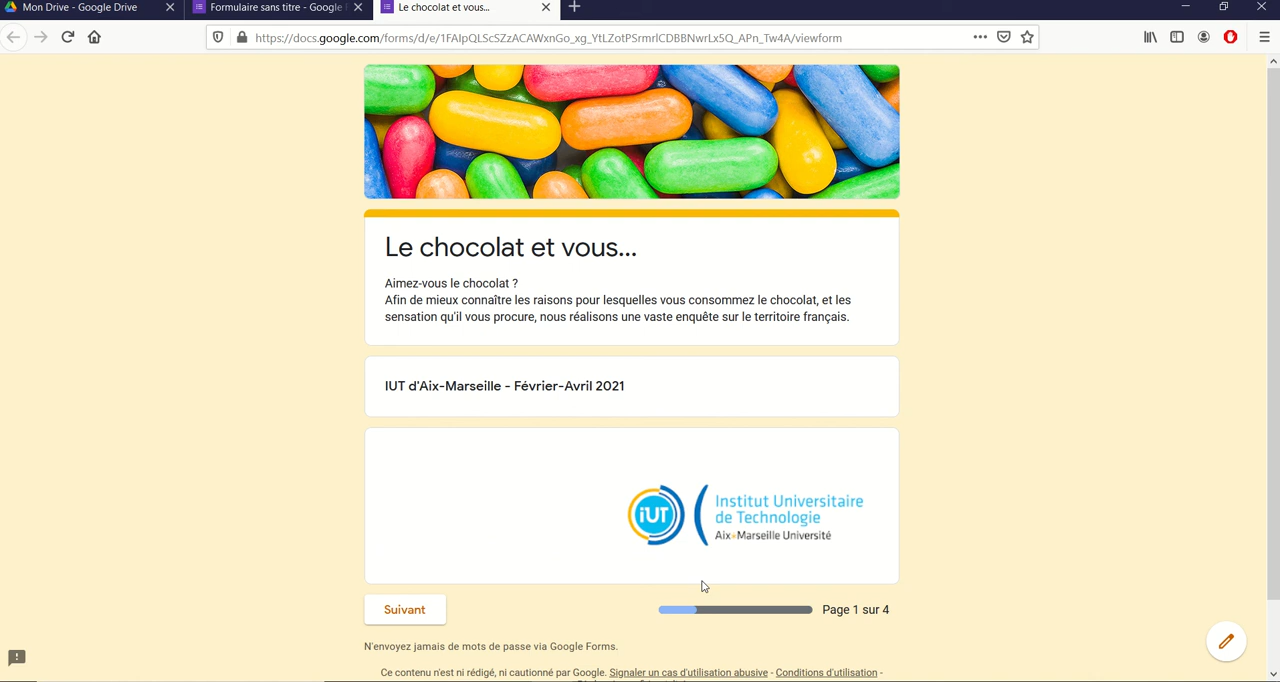 Mon Drive - Google Drive
Formulaire sans titre - Google
Le chocolat et vous...
https://docs.google.com/forms/d/e/1FAIpQLScSZzACAWxnGo_xg_YtLZotPSrmrlCDBBNwrLx5Q_APn_Tw4A/viewform
Le chocolat et vous...
Aimez-vous le chocolat ?
Afin de mieux connaître les raisons pour lesquelles vous consommez le chocolat, et les
sensation qu'il vous procure, nous réalisons une vaste enquête sur le territoire français.
IUT d'Aix-Marseille - Février-Avril 2021
iUT
Institut Universitaire
de Technologie
Aix×Marseille Université
Suivant
Page 1 sur 4
N'envoyez jamais de mots de passe via Google Forms.
Ce contenu n'est ni rédigé, ni cautionné par Google. Signaler un cas d'utilisation abusive - Conditions d'utilisation -